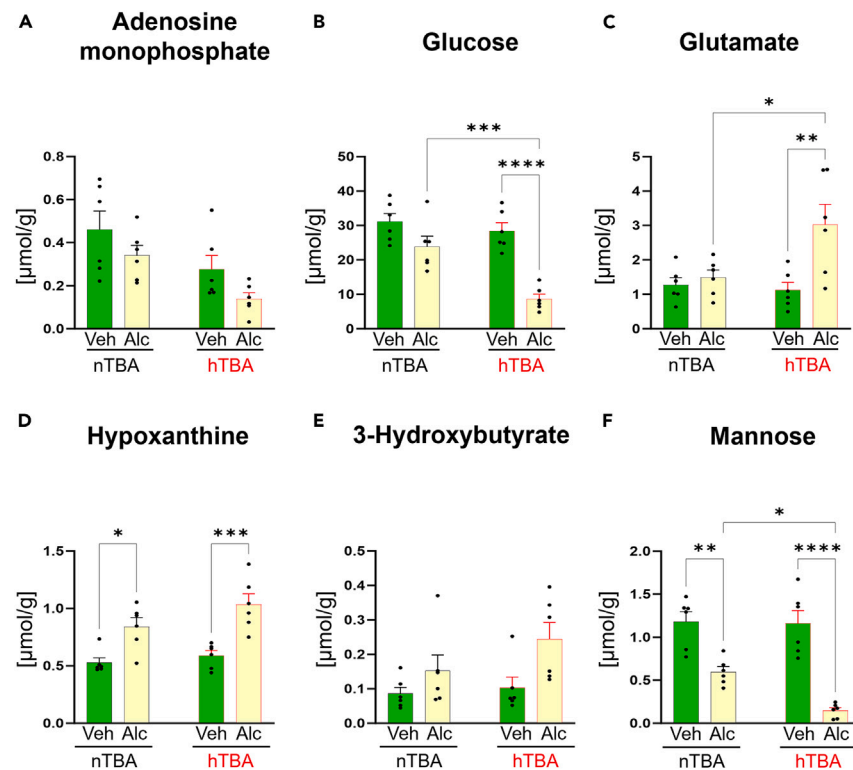 A
Adenosine
monophosphate
[µmol/g]
0.8
0.6
0.4
0.2
0.0
Veh Alc Veh Alc
nTBA hTBA
B
Glucose
*** 
****
[µmol/g]
50
40
30
20
10
0
Veh Alc Veh Alc
nTBA hTBA
C
Glutamate
*
**
[µmol/g]
5
4
3
2
1
0
Veh Alc Veh Alc
nTBA hTBA
D
Hypoxanthine
* ***
[µmol/g]
1.5
1.0
0.5
0.0
Veh Alc Veh Alc
nTBA hTBA
E
3-Hydroxybutyrate
[µmol/g]
0.5
0.4
0.3
0.2
0.1
0.0
Veh Alc Veh Alc
nTBA hTBA
F
Mannose
*
** ****
[µmol/g]
2.0
1.5
1.0
0.5
0.0
Veh Alc Veh Alc
nTBA hTBA